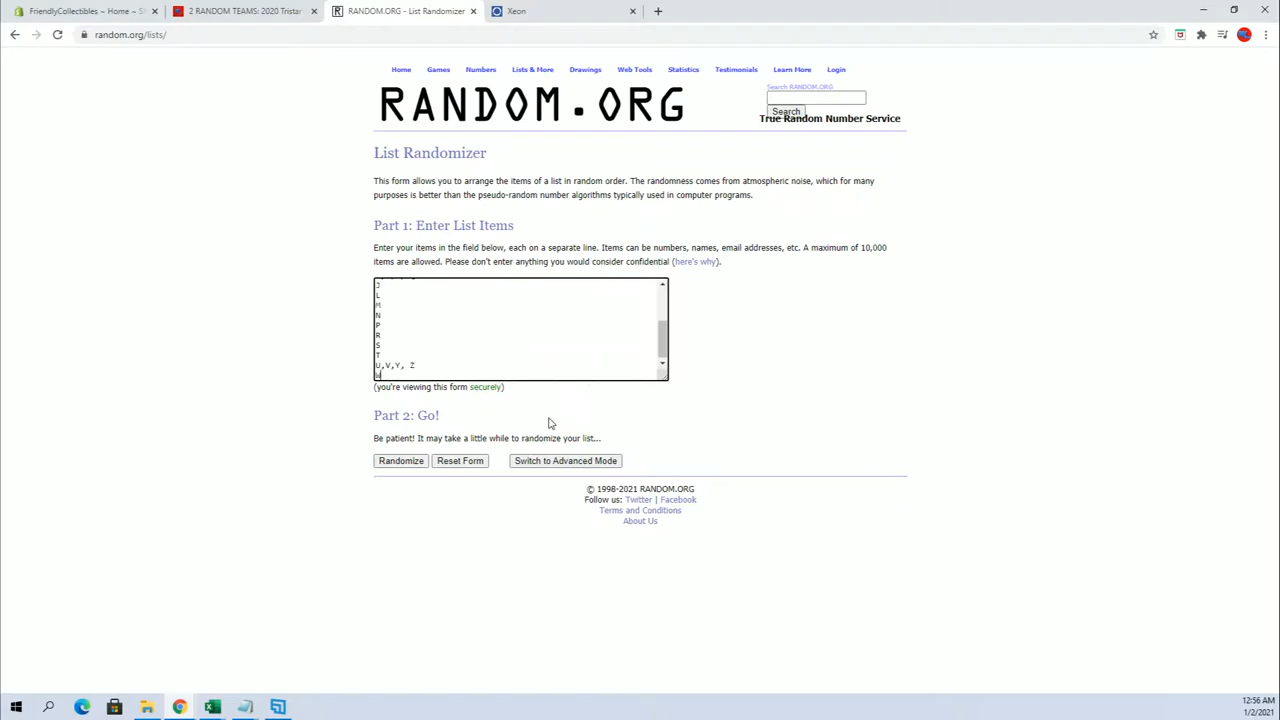 FriendlyCollectibles ~ Home ~ Sh
2 RANDOM TEAMS: 2020 Tristar
RANDOM.ORG - List Randomizer
Xeon
random.org/lists/
Home Games Numbers Lists & More Drawings Web Tools Statistics Testimonials Learn More Login
RANDOM.ORG
Search RANDOM.ORG
Search
True Random Number Service
List Randomizer
This form allows you to arrange the items of a list in random order. The randomness comes from atmospheric noise, which for many
purposes is better than the pseudo-random number algorithms typically used in computer programs.
Part 1: Enter List Items
Enter your items in the field below, each on a separate line. Items can be numbers, names, email addresses, etc. A maximum of 10,000
items are allowed. Please don't enter anything you would consider confidential (here's why).
J
L
M
N
P
R
S
T
U,V,Y, Z
W
(you're viewing this form securely)
Part 2: Go!
Be patient! It may take a little while to randomize your list...
Randomize Reset Form Switch to Advanced Mode
© 1998-2021 RANDOM.ORG
Follow us: Twitter | Facebook
Terms and Conditions
About Us
12:56 AM
1/2/2021